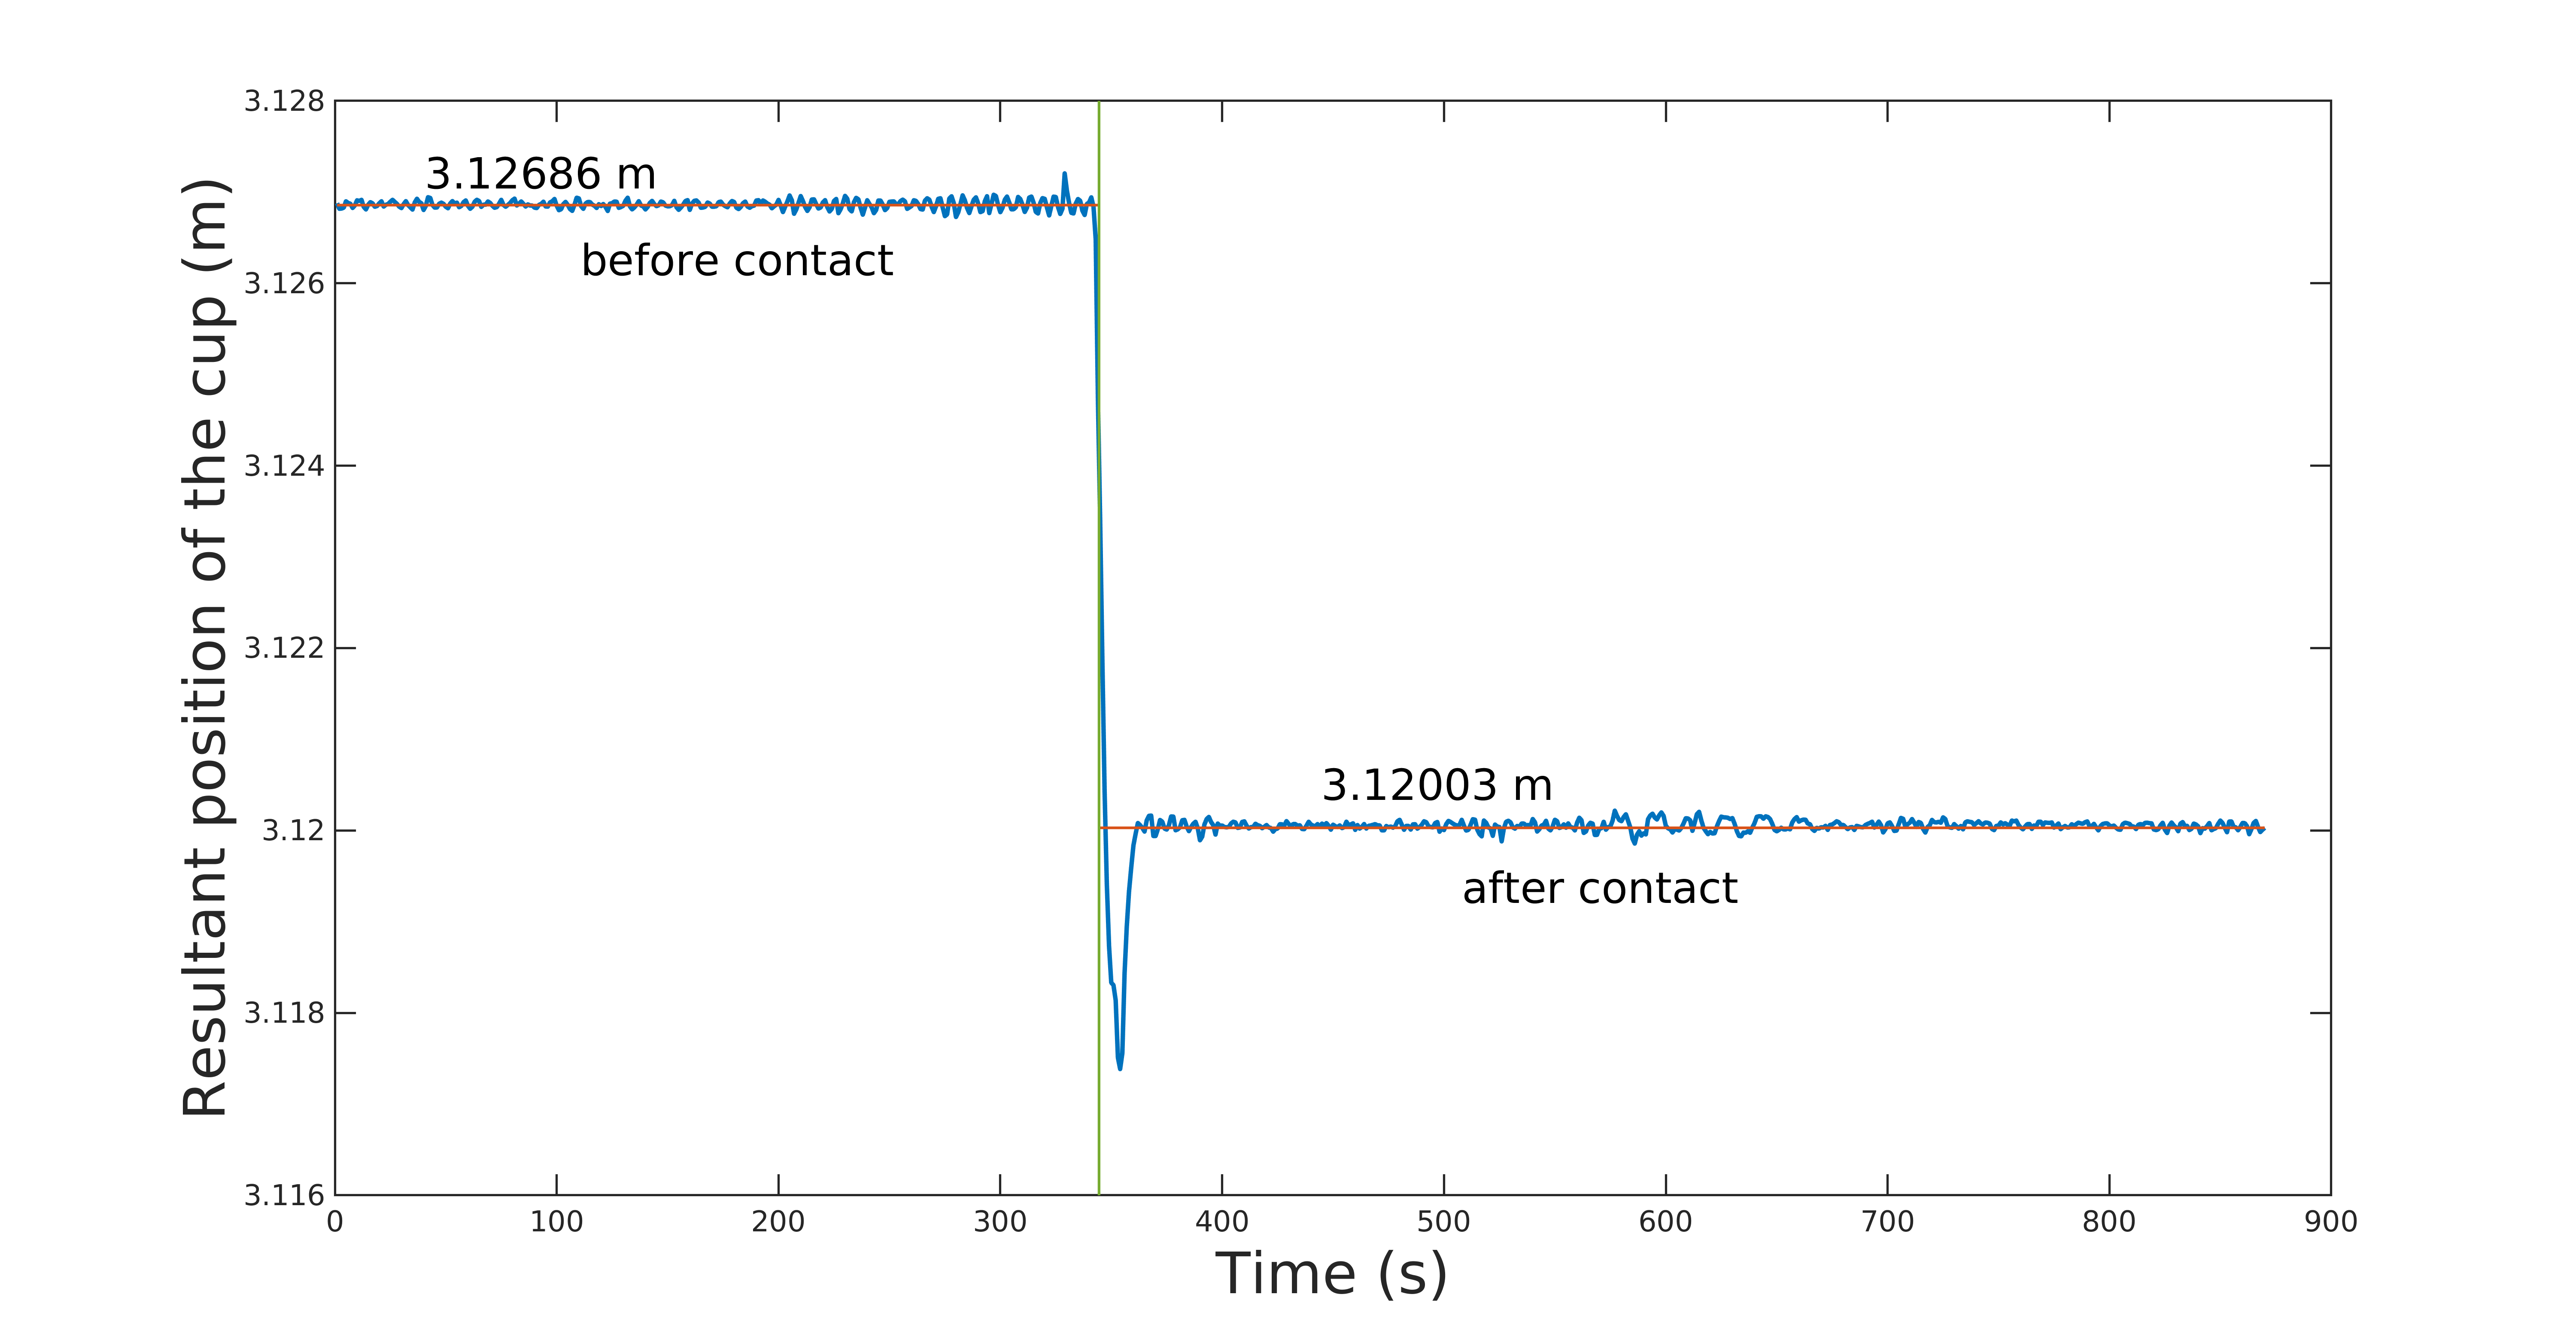 3.128
3.126
3.124
3.122
3.12
3.118
3.116
Resultant position of the cup (m)
3.12686 m
before contact
3.12003 m
after contact
0 100 200 300 400 500 600 700 800 900
Time (s)